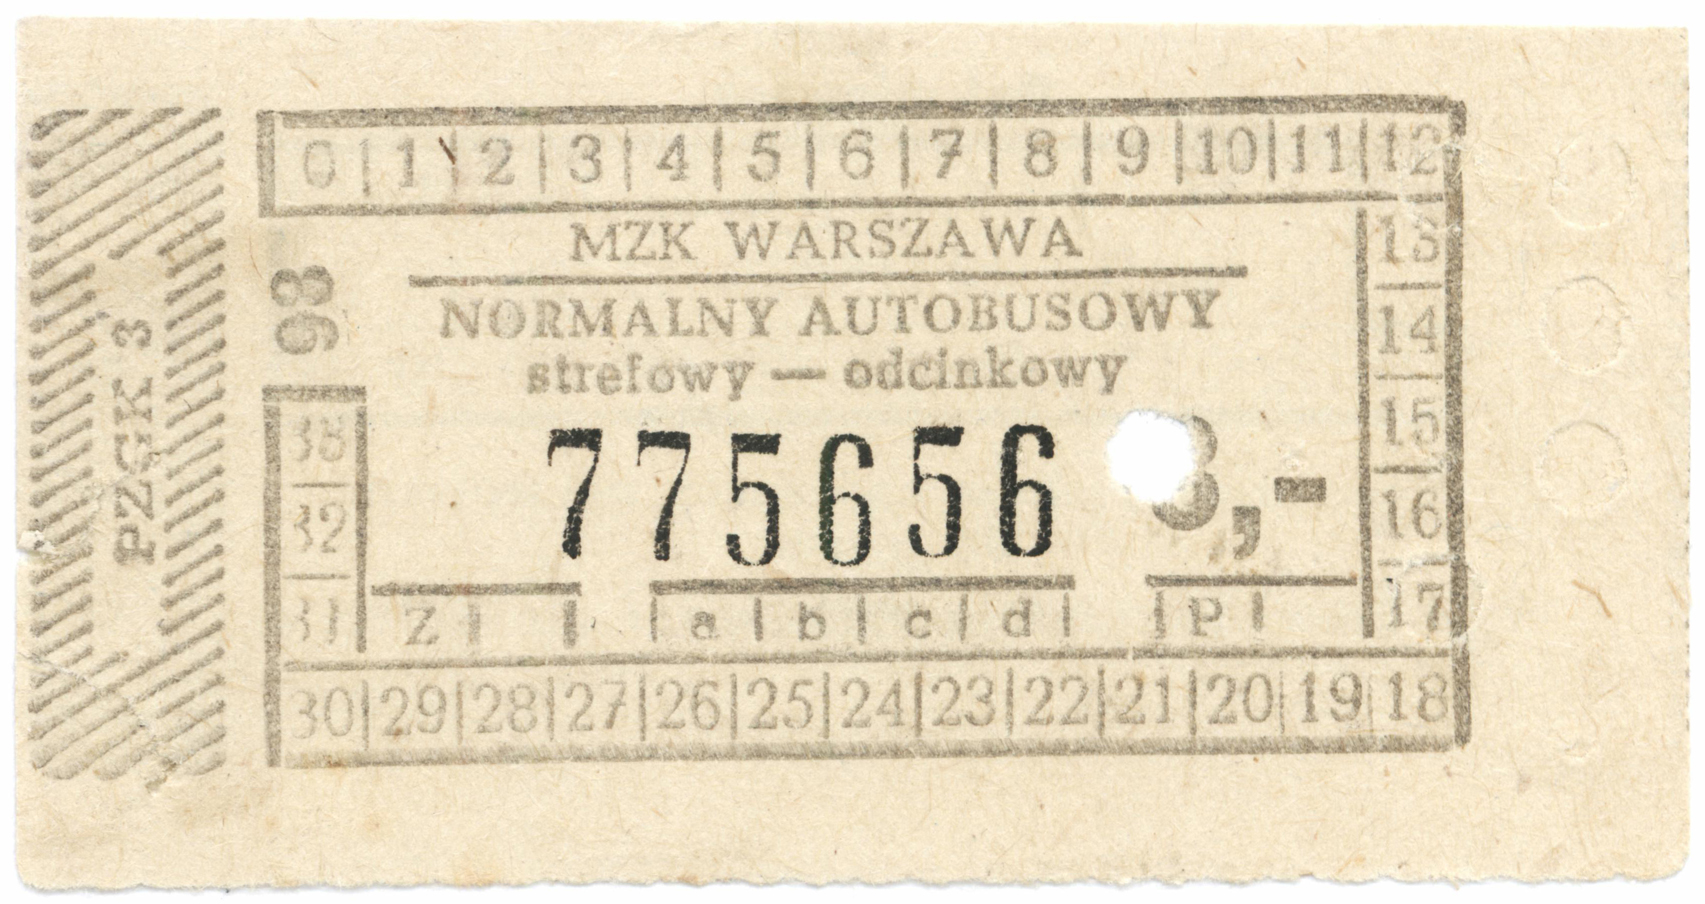 0 | 1 | 2 | 3 | 4 | 5 | 6 | 7 | 8 | 9 | 10 | 11 | 12
MZK WARSZAWA
NORMALNY AUTOBUSOWY
strefowy — odcinkowy
775656 3,-
Z | | | a | b | c | d | | P |
30 | 29 | 28 | 27 | 26 | 25 | 24 | 23 | 22 | 21 | 20 | 19 | 18
13
14
15
16
17
32
31
PZGK 3